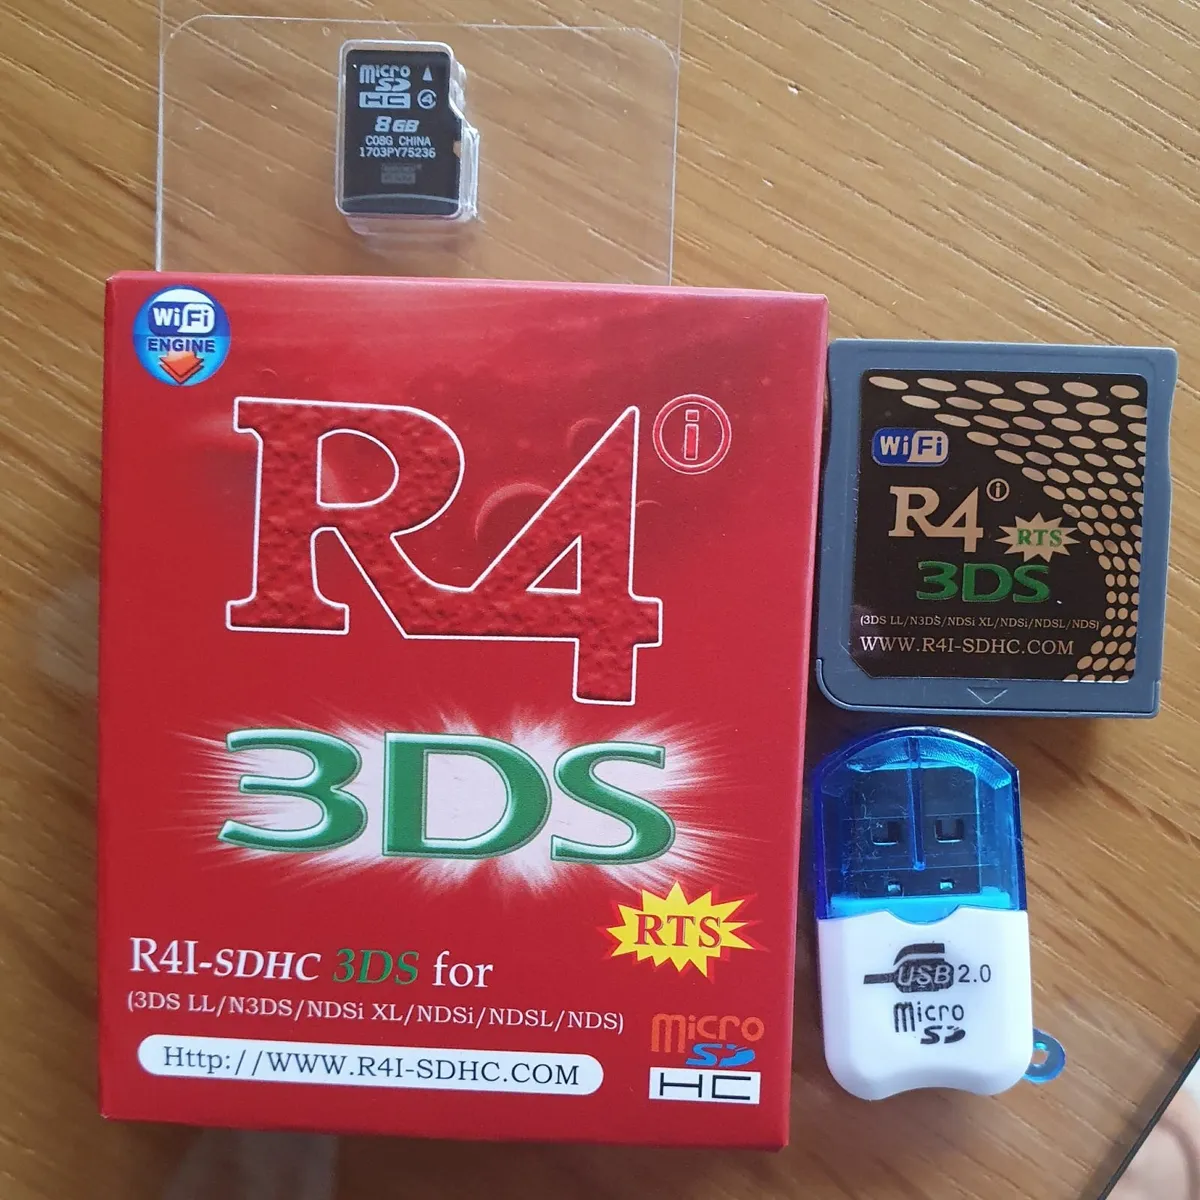 micro
SD
HC 4
8GB
C08G CHINA
1703PY75236
WiFi
ENGINE
R4 i
3DS
RTS
R4I-SDHC 3DS for
(3DS LL/N3DS/NDSi XL/NDSi/NDSL/NDS)
Http://WWW.R4I-SDHC.COM
micro
SD
HC
WiFi
R4 i
RTS
3DS
(3DS LL/N3DS/NDSi XL/NDSi/NDSL/NDS)
WWW.R4I-SDHC.COM
USB 2.0
micro
SD